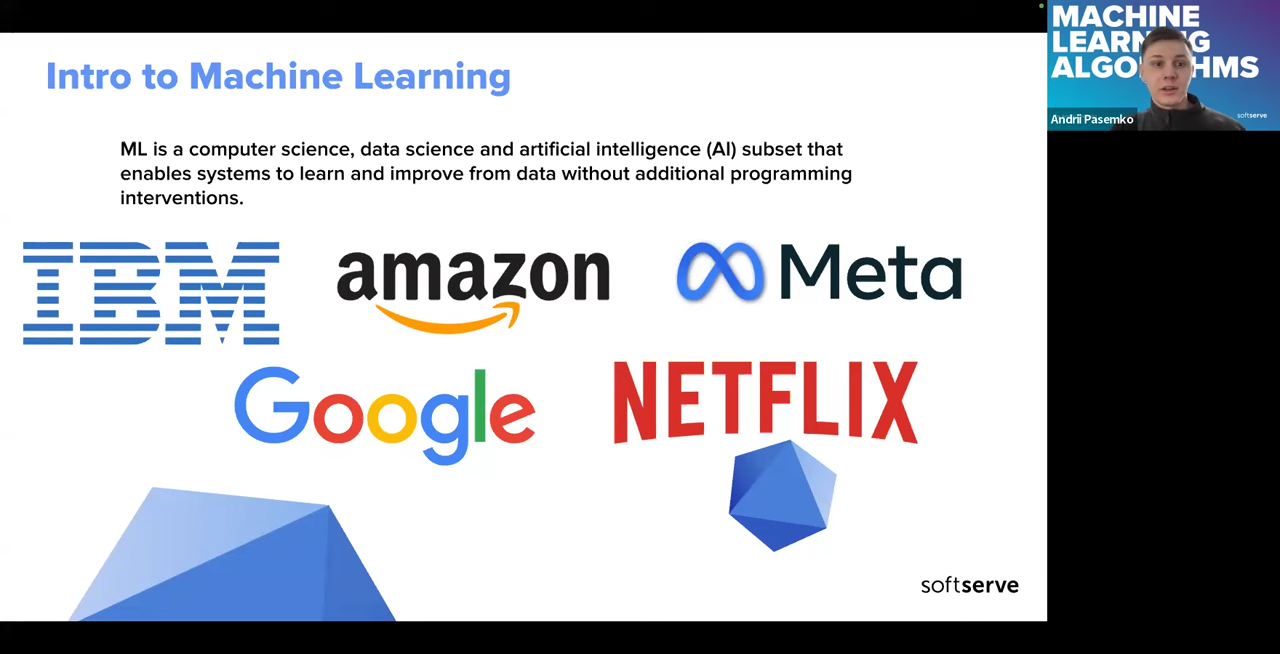 Intro to Machine Learning
ML is a computer science, data science and artificial intelligence (AI) subset that
enables systems to learn and improve from data without additional programming
interventions.
IBM
amazon
Meta
Google
NETFLIX
softserve
MACHINE
ALGO HMS
softserve
Andrii Pasemko